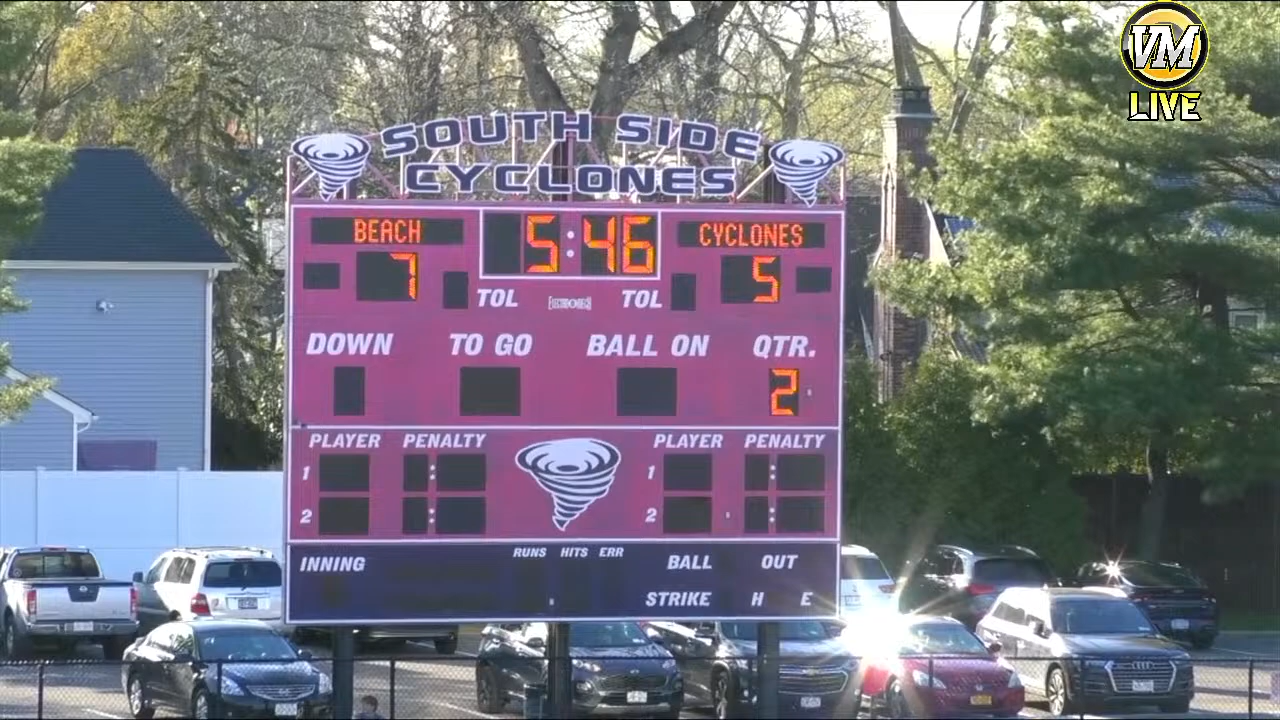 VM
LIVE
SOUTH SIDE
CYCLONES
BEACH 5:46 CYCLONES
7 5
TOL TOL
DOWN TO GO BALL ON QTR.
2
PLAYER PENALTY PLAYER PENALTY
1 : 1 :
2 : 2 :
RUNS HITS ERR
INNING BALL OUT
STRIKE H E